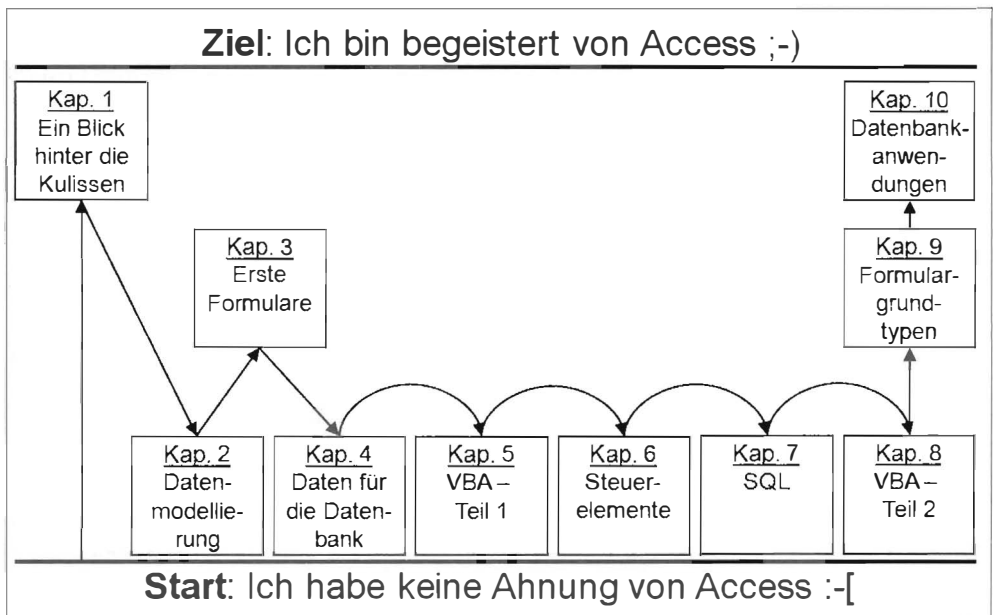 Ziel: Ich bin begeistert von Access ;-)
Kap. 1
Ein Blick
hinter die
Kulissen
Kap. 10
Datenbank-
anwen-
dungen
Kap. 3
Erste
Formulare
Kap. 9
Formular-
grund-
typen
Kap. 2
Daten-
modellie-
rung
Kap. 4
Daten für
die Daten-
bank
Kap. 5
VBA –
Teil 1
Kap. 6
Steuer-
elemente
Kap. 7
SQL
Kap. 8
VBA –
Teil 2
Start: Ich habe keine Ahnung von Access :-[